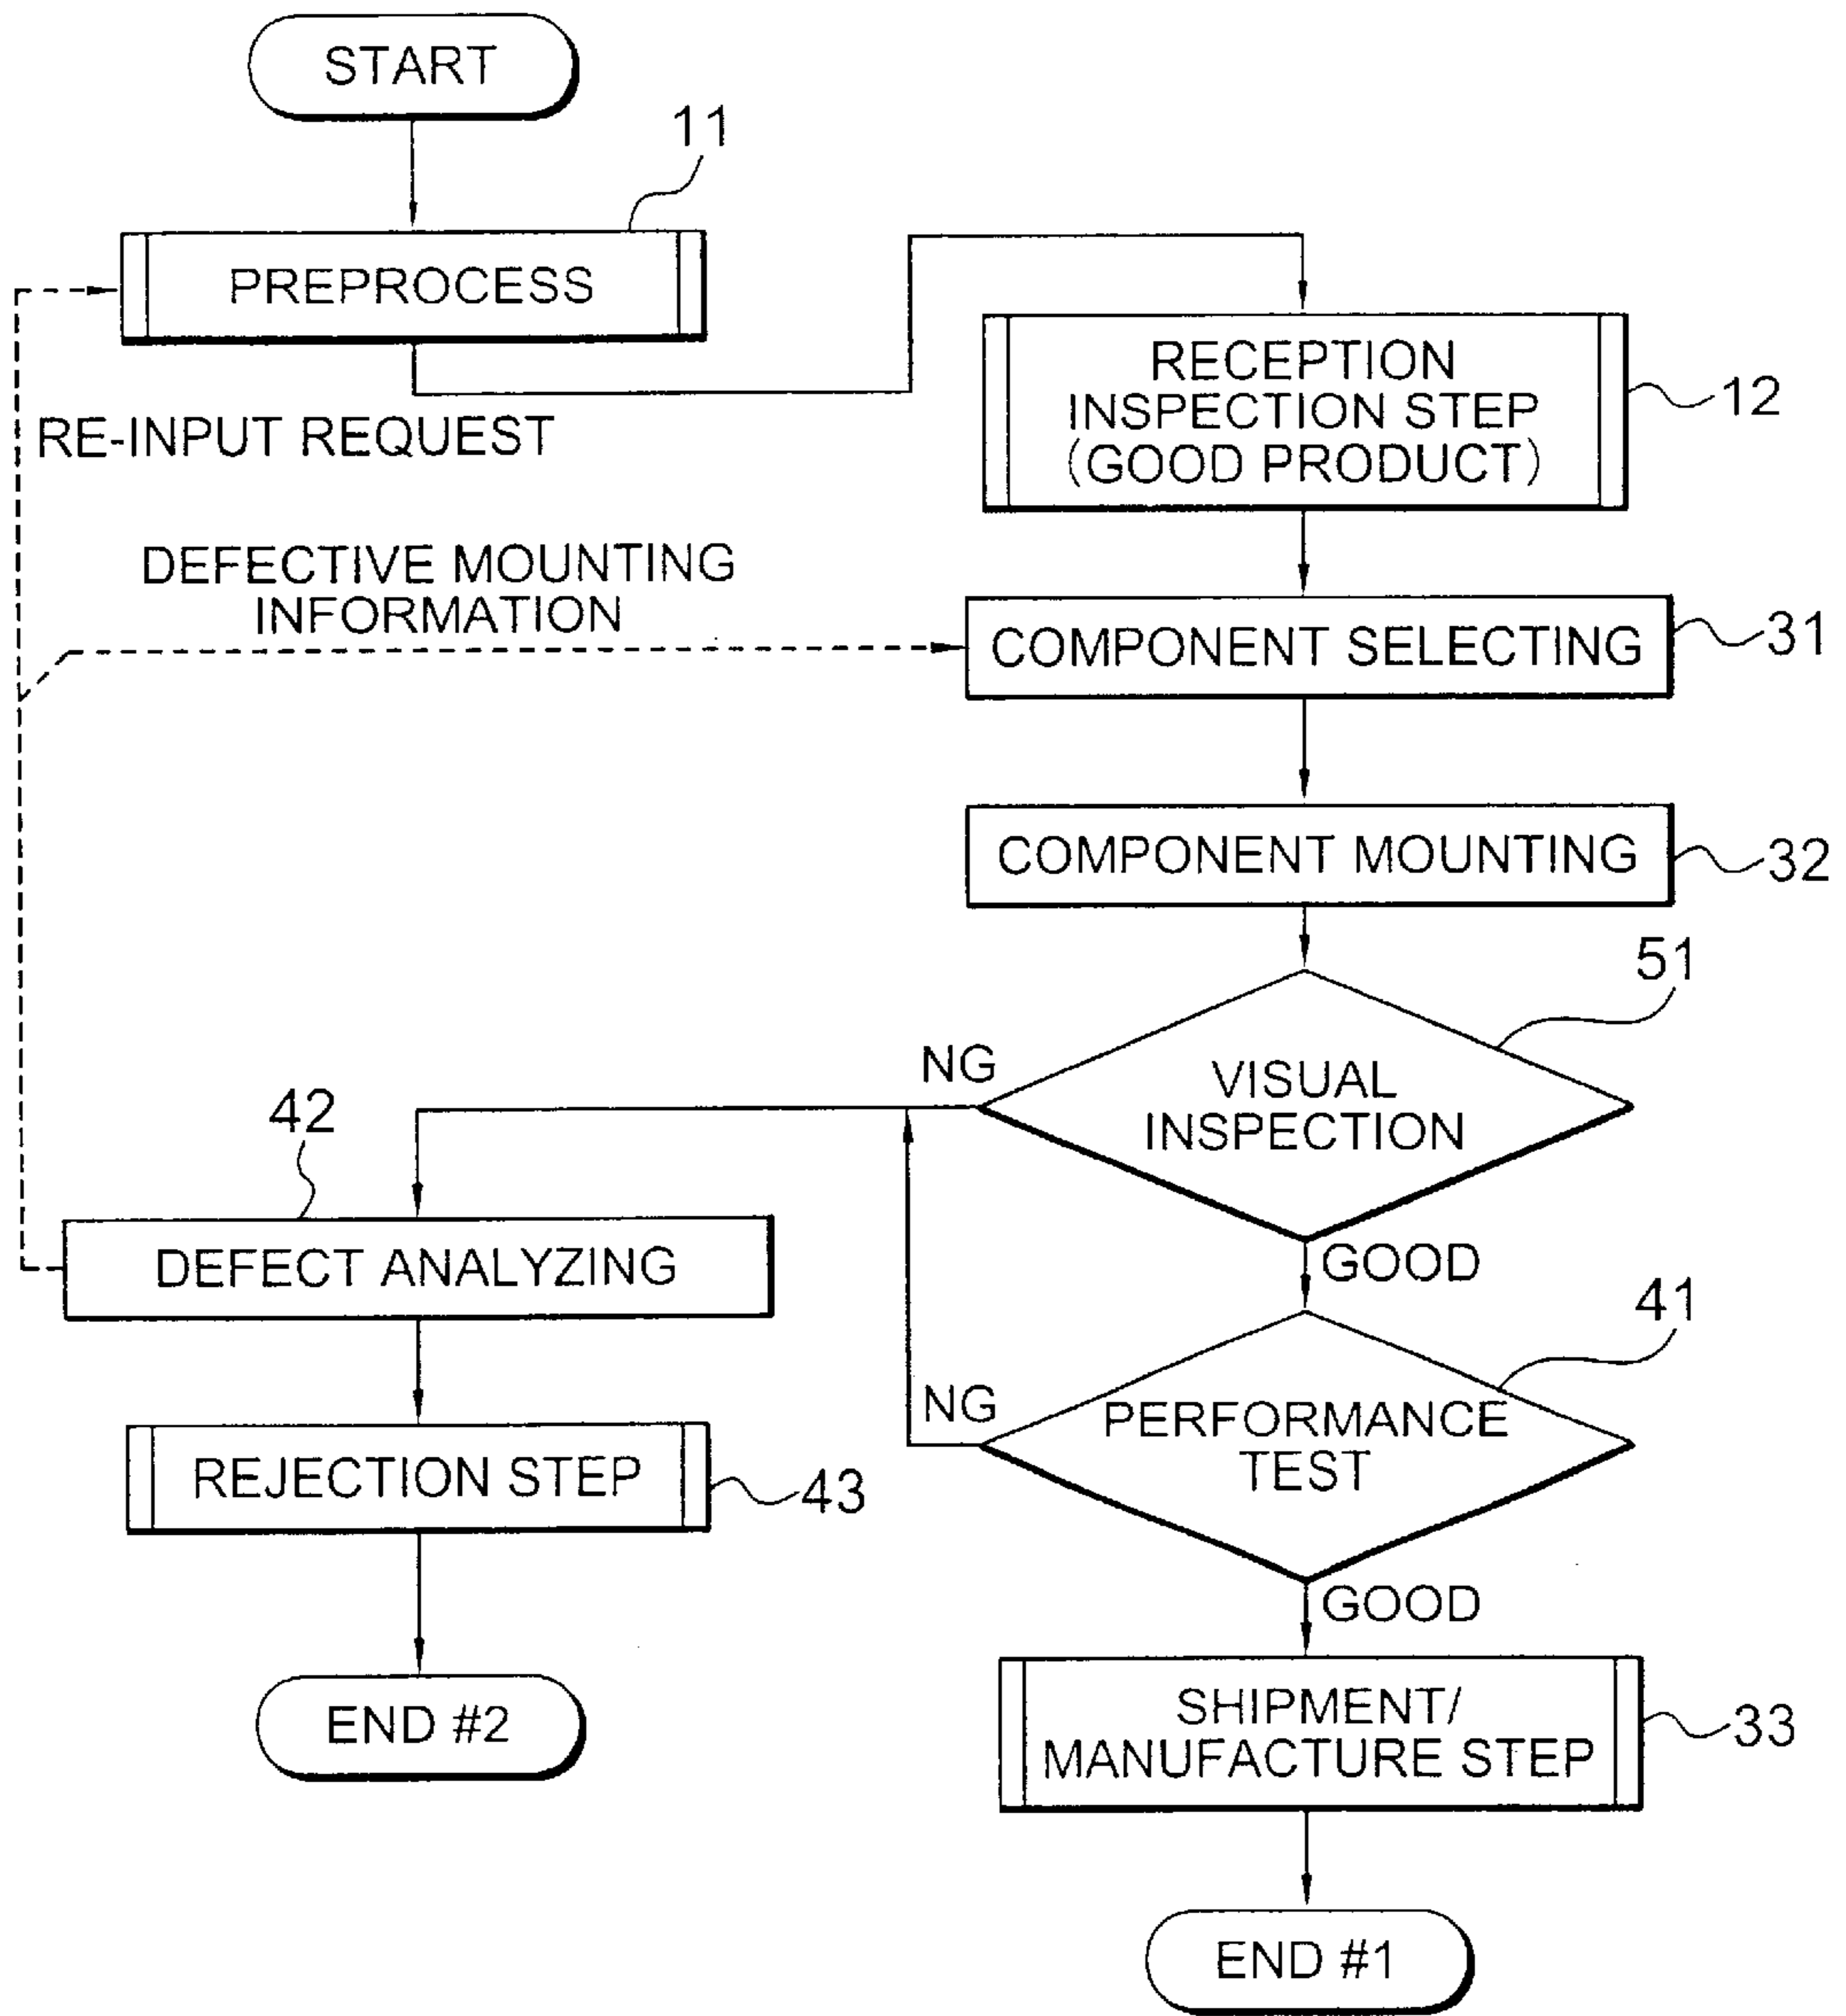 START
11
PREPROCESS
RECEPTION
INSPECTION STEP
(GOOD PRODUCT)
12
RE-INPUT REQUEST
DEFECTIVE MOUNTING
INFORMATION
COMPONENT SELECTING
31
COMPONENT MOUNTING
32
51
NG
VISUAL
INSPECTION
42
GOOD
DEFECT ANALYZING
41
NG
PERFORMANCE
TEST
REJECTION STEP
43
GOOD
END #2
SHIPMENT/
MANUFACTURE STEP
33
END #1